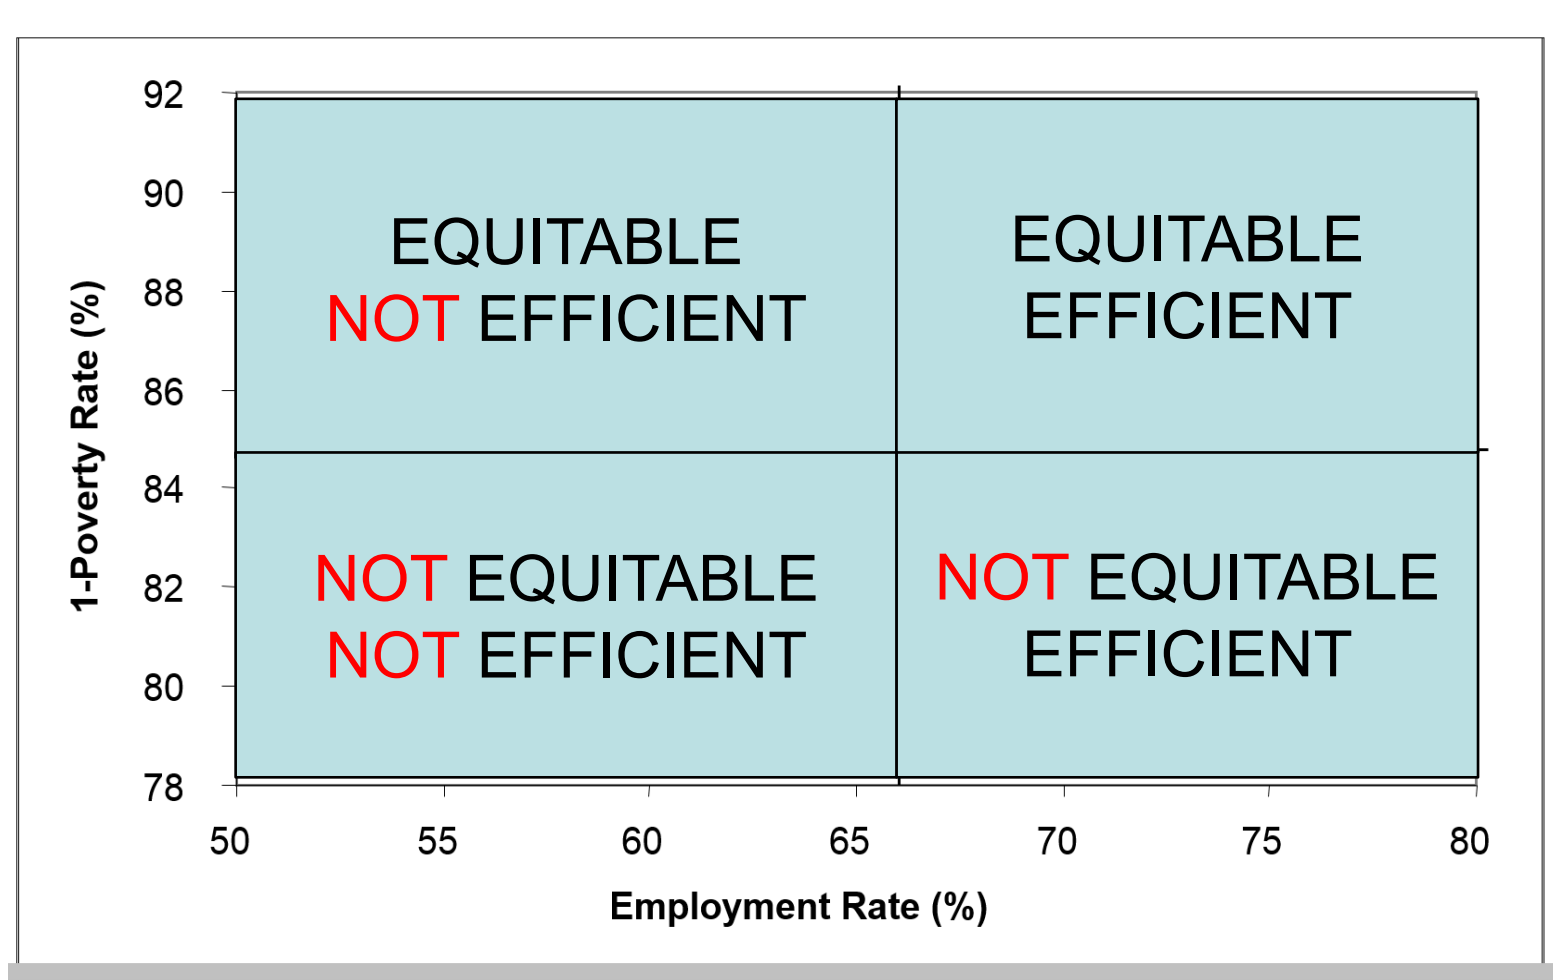 92
90
88
86
84
82
80
78
1-Poverty Rate (%)
EQUITABLE
NOT EFFICIENT
EQUITABLE
EFFICIENT
NOT EQUITABLE
NOT EFFICIENT
NOT EQUITABLE
EFFICIENT
50 55 60 65 70 75 80
Employment Rate (%)